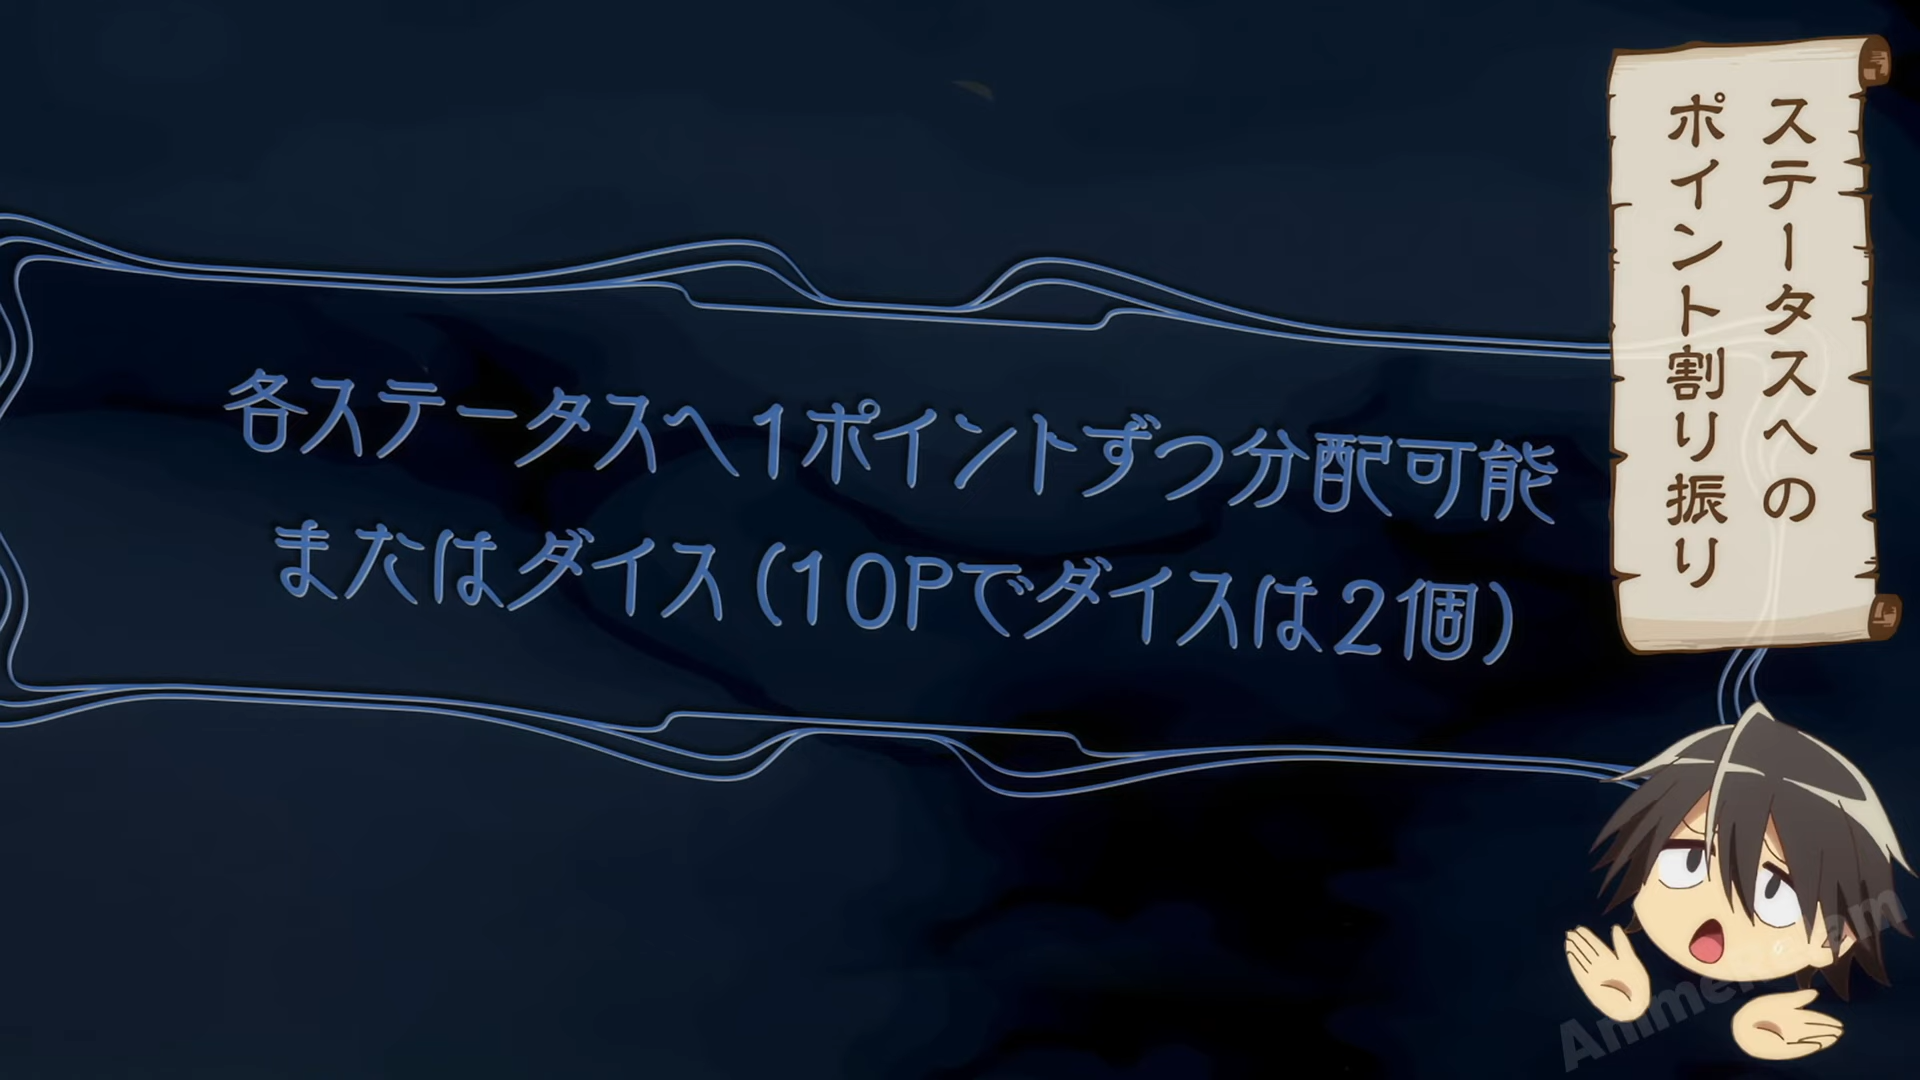 ステータスへの
ポイント割り振り
各ステータスへ1ポイントずつ分配可能
またはダイス(10Pでダイスは2個)